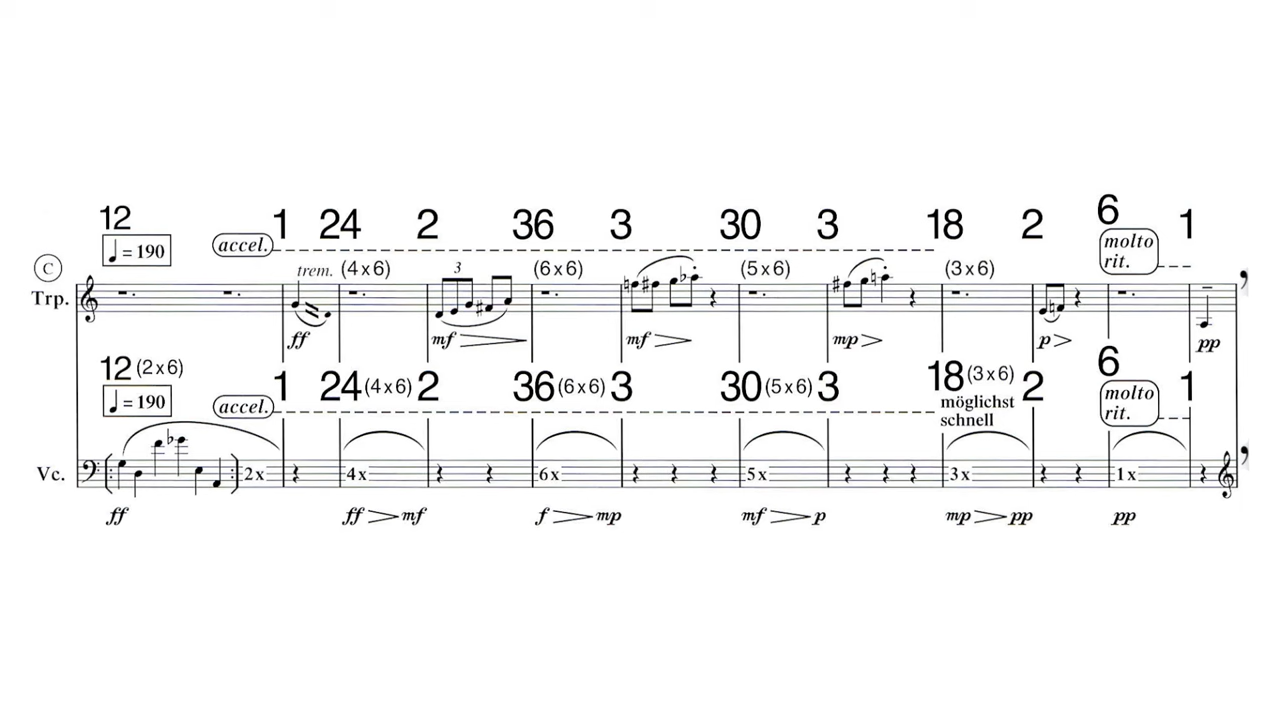 12 1 24 2 36 3 30 3 18 2 6 1
♩ = 190 accel. molto
rit.
C trem. (4 x 6) 3 (6 x 6) (5 x 6) (3 x 6)
Trp.
ff mf mf mp p pp
12 (2 x 6) 1 24 (4 x 6) 2 36 (6 x 6) 3 30 (5 x 6) 3 18 (3 x 6) 2 6 1
♩ = 190 accel. möglichst molto
schnell rit.
Vc. 2x 4x 6x 5x 3x 1x
ff ff mf f mp mf p mp pp pp